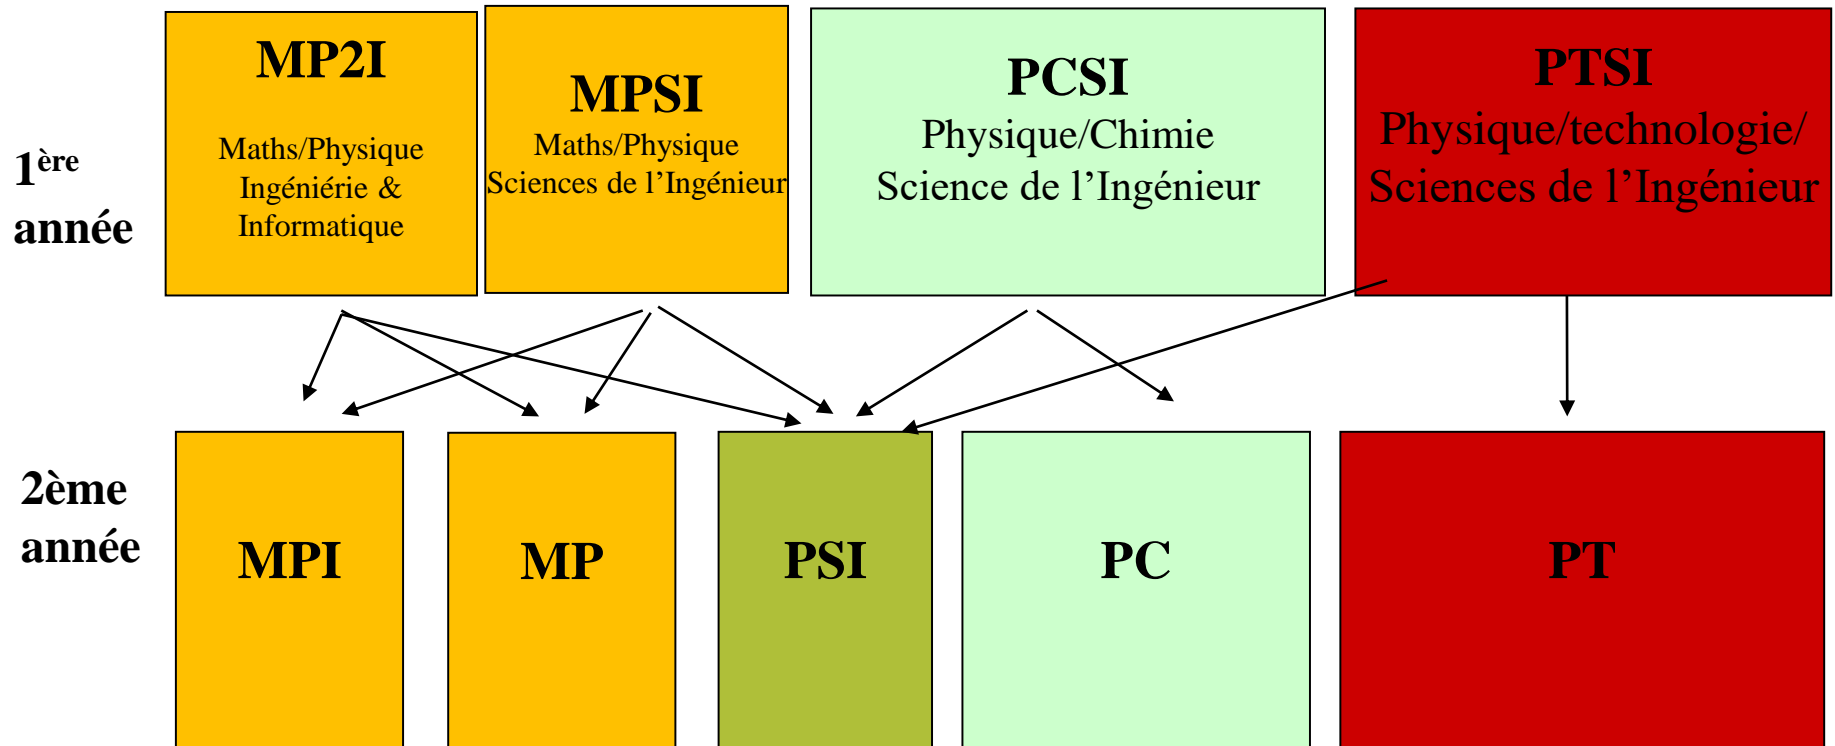 1ère
année
MP2I
Maths/Physique
Ingéniérie &
Informatique
MPSI
Maths/Physique
Sciences de l’Ingénieur
PCSI
Physique/Chimie
Science de l’Ingénieur
PTSI
Physique/technologie/
Sciences de l’Ingénieur
2ème
année
MPI
MP
PSI
PC
PT